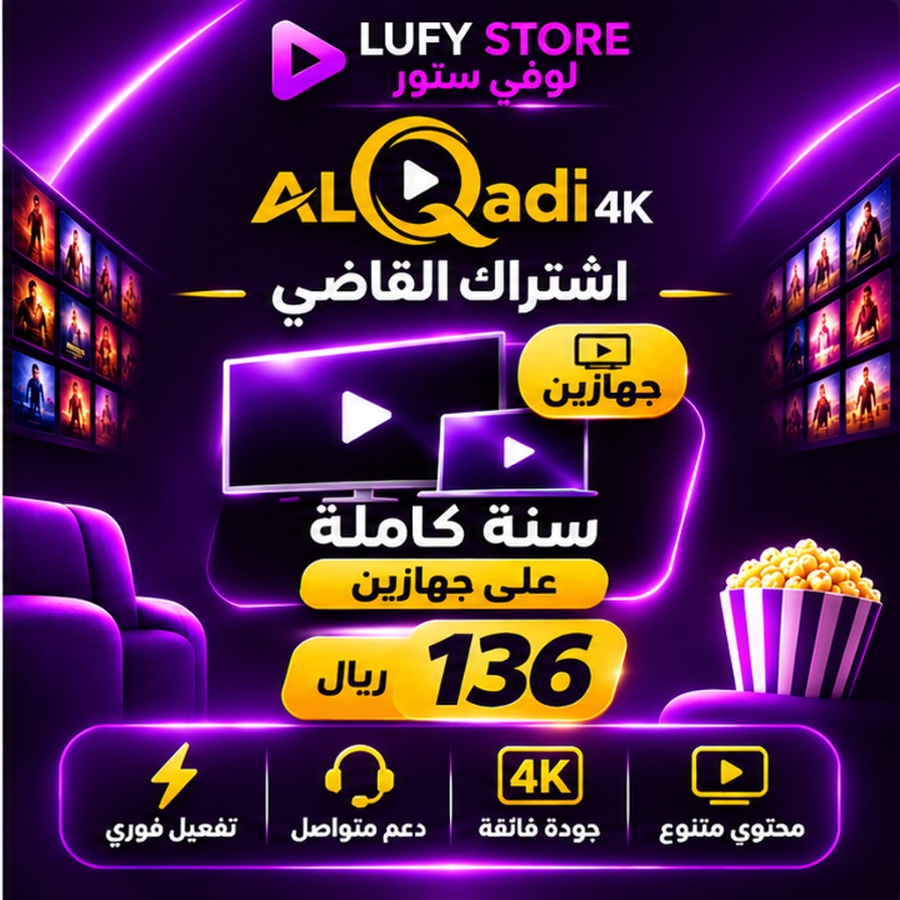 LUFY STORE
لوفي ستور
ALQadi 4K
اشتراك القاضي
جهازين
سنة كاملة
على جهازين
136 ريال
محتوي متنوع
4K
جودة فائقة
دعم متواصل
تفعيل فوري